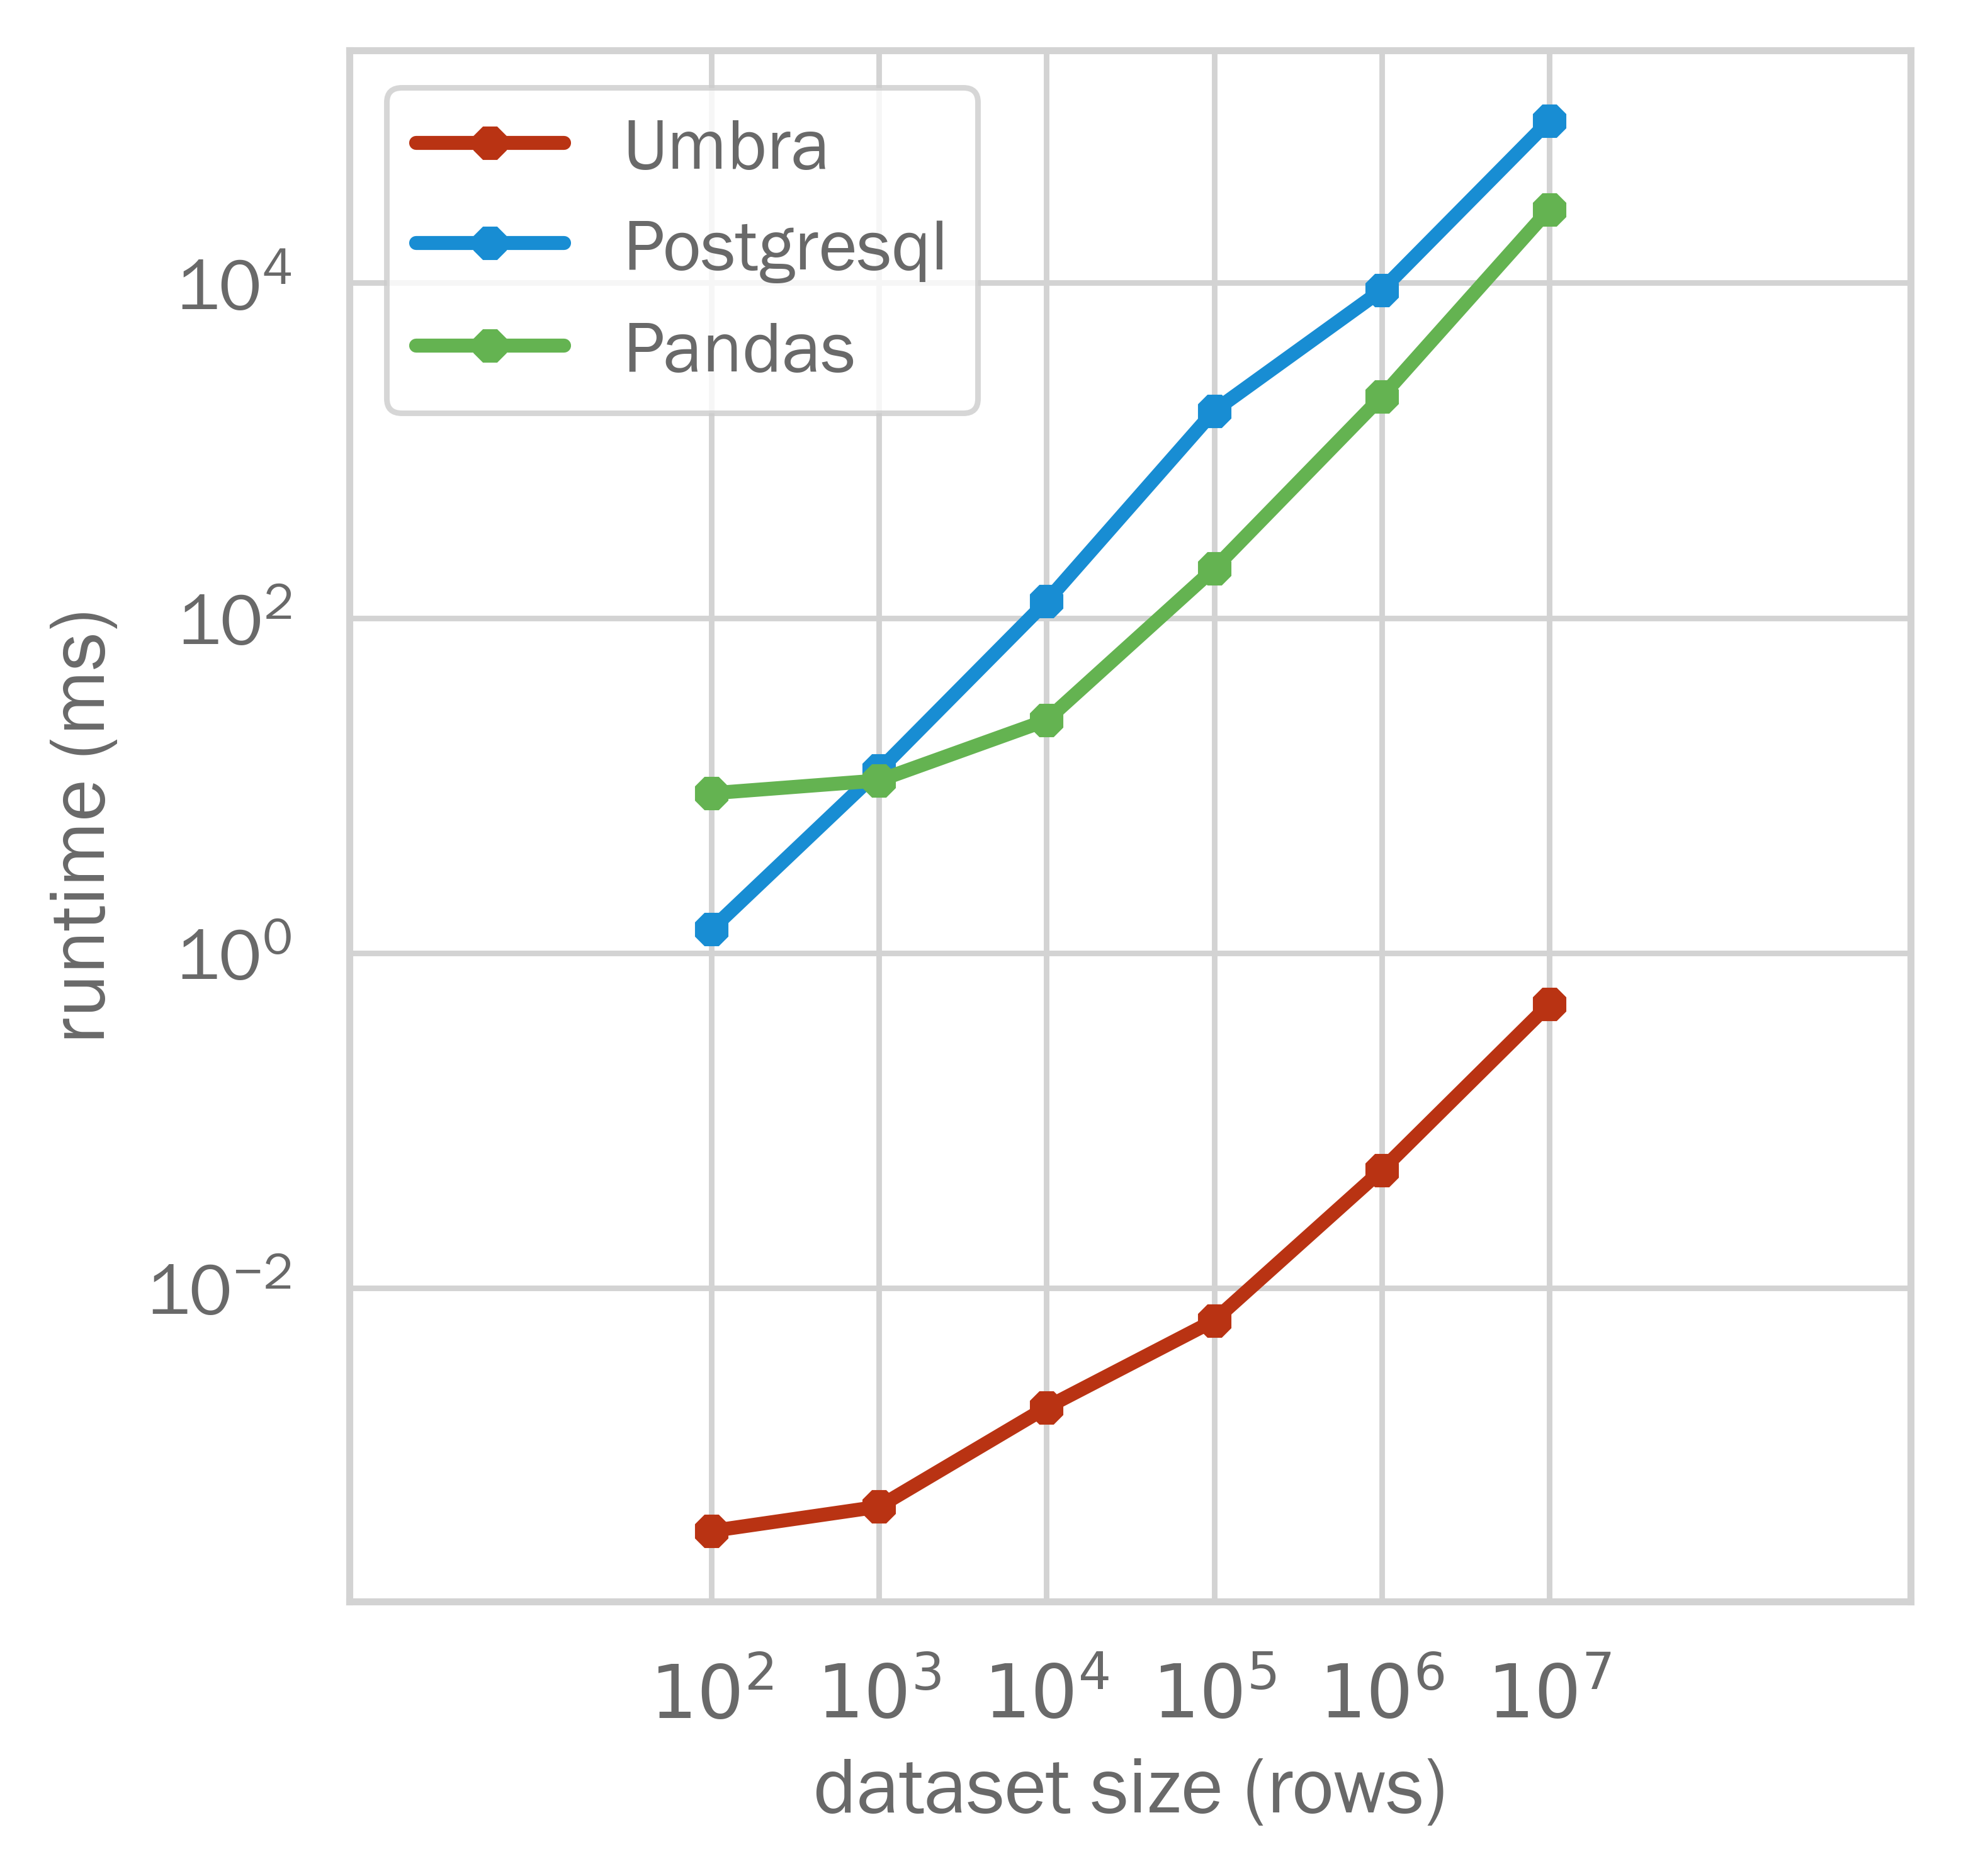 Umbra
Postgresql
Pandas
10⁴
10²
10⁰
10⁻²
runtime (ms)
10² 10³ 10⁴ 10⁵ 10⁶ 10⁷
dataset size (rows)